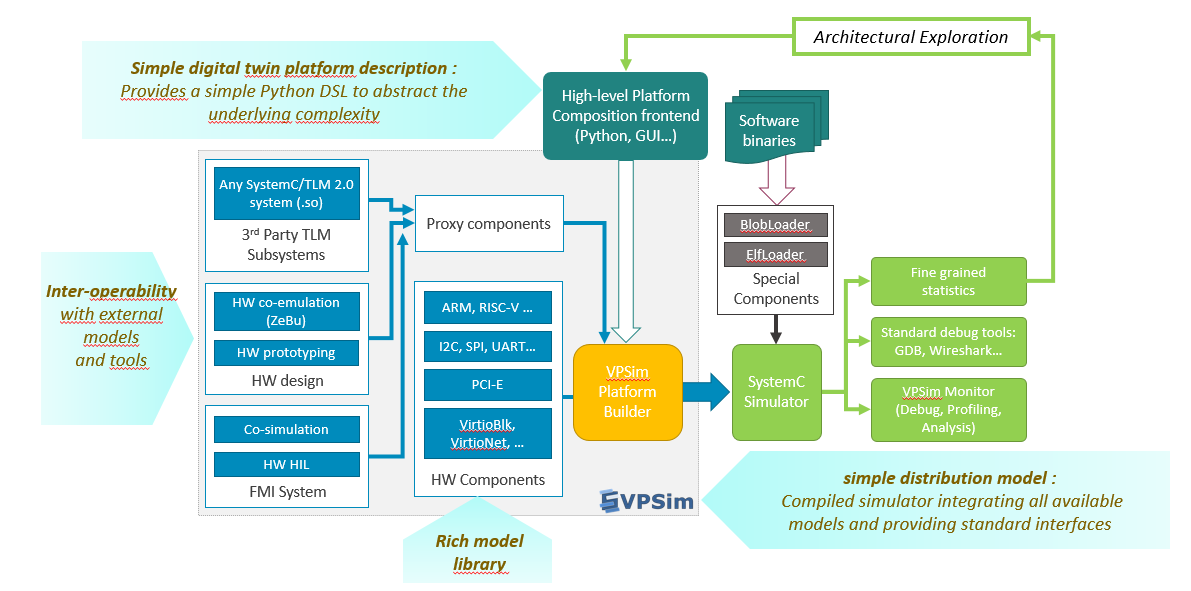 Architectural Exploration
Simple digital twin platform description :
Provides a simple Python DSL to abstract the
underlying complexity
High-level Platform
Composition frontend
(Python, GUI…)
Software
binaries
Any SystemC/TLM 2.0
system (.so)
3rd Party TLM
Subsystems
Proxy components
BlobLoader
ElfLoader
Special
Components
Inter-operability
with external
models
and tools
HW co-emulation
(ZeBu)
HW prototyping
HW design
Co-simulation
HW HIL
FMI System
ARM, RISC-V …
I2C, SPI, UART…
PCI-E
VirtioBlk,
VirtioNet, …
HW Components
VPSim
Platform
Builder
SystemC
Simulator
Fine grained
statistics
Standard debug tools:
GDB, Wireshark…
VPSim Monitor
(Debug, Profiling,
Analysis)
VPSim
Rich model
library
simple distribution model :
Compiled simulator integrating all available
models and providing standard interfaces